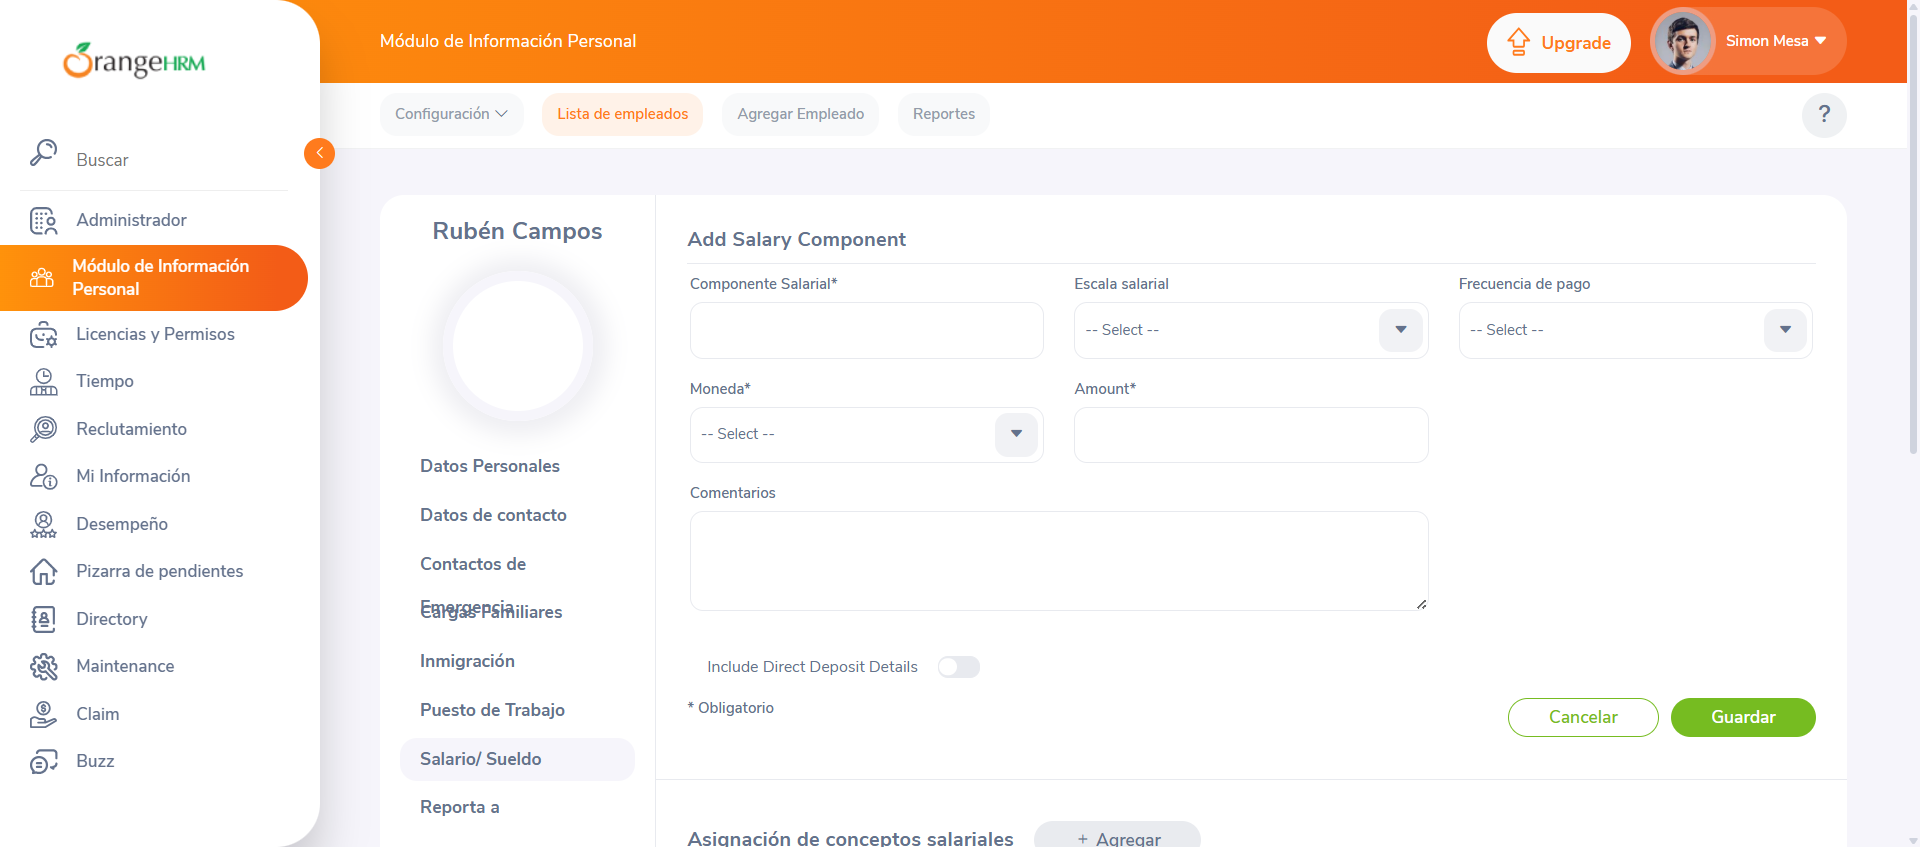 OrangeHRM
Buscar
Administrador
Módulo de Información
Personal
Licencias y Permisos
Tiempo
Reclutamiento
Mi Información
Desempeño
Pizarra de pendientes
Directory
Maintenance
Claim
Buzz
Módulo de Información Personal
Upgrade
Simon Mesa
Configuración
Lista de empleados
Agregar Empleado
Reportes
?
Rubén Campos
Datos Personales
Datos de contacto
Contactos de
Emergencia
Cargas Familiares
Inmigración
Puesto de Trabajo
Salario/ Sueldo
Reporta a
Add Salary Component
Componente Salarial*
Escala salarial
Frecuencia de pago
-- Select --
-- Select --
Moneda*
Amount*
-- Select --
Comentarios
Include Direct Deposit Details
* Obligatorio
Cancelar
Guardar
Asignación de conceptos salariales
+ Agregar